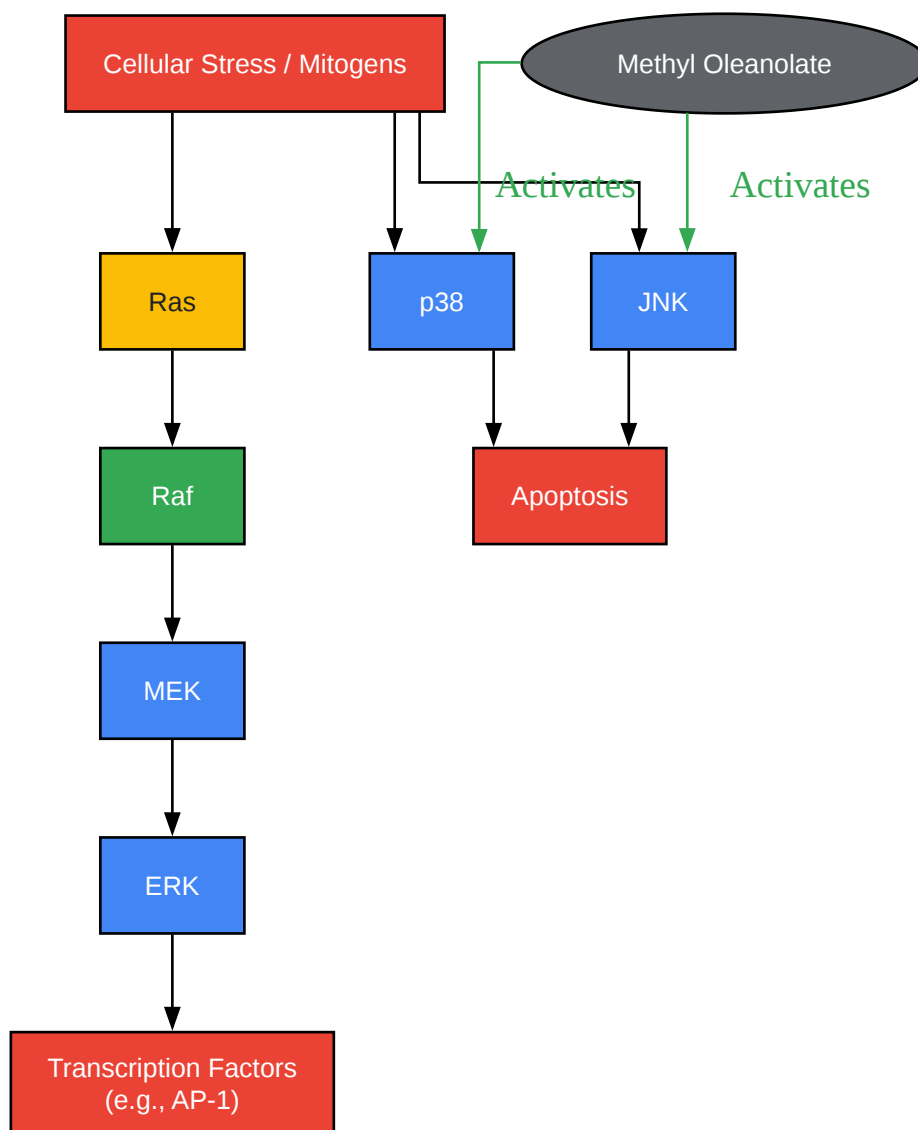 Cellular Stress / Mitogens
Methyl Oleanolate
Activates
Activates
Ras
p38
JNK
Raf
Apoptosis
MEK
ERK
Transcription Factors
(e.g., AP-1)